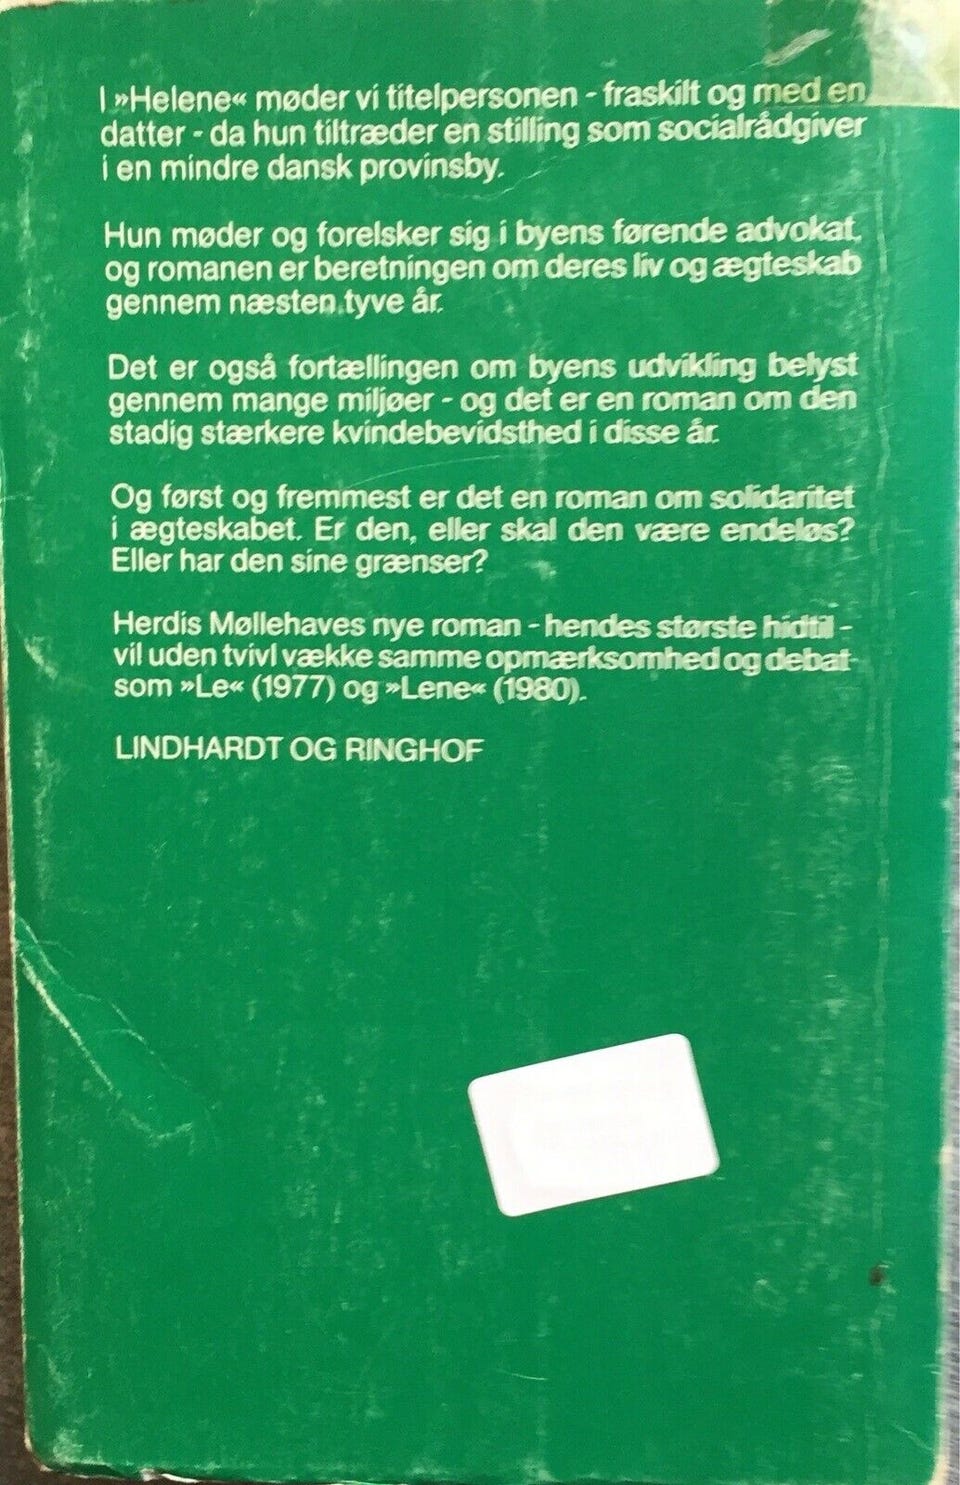 I »Helene« møder vi titelpersonen - fraskilt og med en
datter - da hun tiltræder en stilling som socialrådgiver
i en mindre dansk provinsby.
Hun møder og forelsker sig i byens førende advokat,
og romanen er beretningen om deres liv og ægteskab
gennem næsten tyve år.
Det er også fortællingen om byens udvikling belyst
gennem mange miljøer - og det er en roman om den
stadig stærkere kvindebevidsthed i disse år.
Og først og fremmest er det en roman om solidaritet
i ægteskabet. Er den, eller skal den være endeløs?
Eller har den sine grænser?
Herdis Møllehaves nye roman - hendes største hidtil -
vil uden tvivl vække samme opmærksomhed og debat
som »Le« (1977) og »Lene« (1980).
LINDHARDT OG RINGHOF